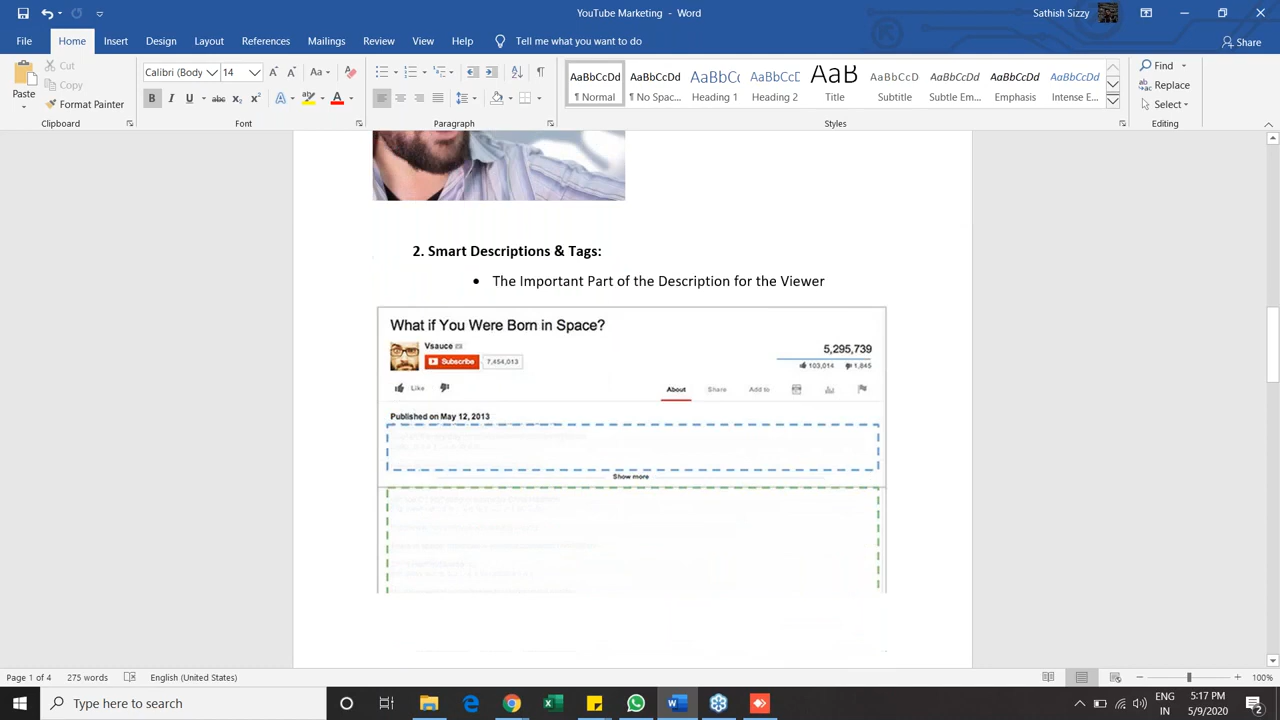 YouTube Marketing - Word
Sathish Sizzy
File Home Insert Design Layout References Mailings Review View Help Tell me what you want to do
Share
Paste
Cut
Copy
Format Painter
Clipboard
Calibri (Body 14
Font
Paragraph
AaBbCcDd AaBbCcDd AaBbCc AaBbCcD AaB AaBbCcD AaBbCcDd AaBbCcDd AaBbCcDd
¶ Normal ¶ No Spac... Heading 1 Heading 2 Title Subtitle Subtle Em... Emphasis Intense E...
Styles
Find
Replace
Select
Editing
2. Smart Descriptions & Tags:
• The Important Part of the Description for the Viewer
What if You Were Born in Space?
Vsauce
Subscribe 7,454,013
5,295,739
103,014 1,845
Like
About Share Add to
Published on May 12, 2013
Show more
Page 1 of 4 275 words English (United States)
100%
Type here to search
ENG
IN
5:17 PM
5/9/2020
2